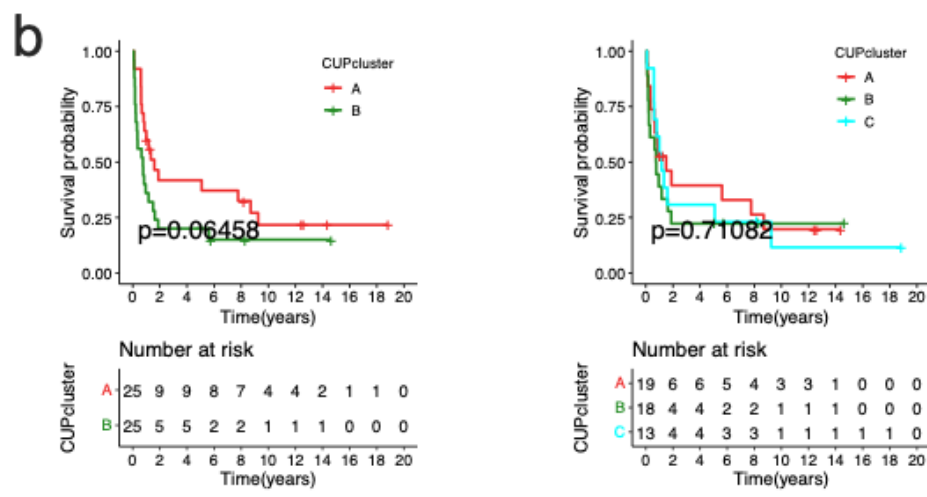 b
CUPcluster
A
B
Survival probability
1.00
0.75
0.50
0.25
0.00
p=0.06458
0 2 4 6 8 10 12 14 16 18 20
Time(years)
Number at risk
CUPcluster
A 25 9 9 8 7 4 4 2 1 1 0
B 25 5 5 2 2 1 1 1 0 0 0
0 2 4 6 8 10 12 14 16 18 20
Time(years)
CUPcluster
A
B
C
Survival probability
1.00
0.75
0.50
0.25
0.00
p=0.71082
0 2 4 6 8 10 12 14 16 18 20
Time(years)
Number at risk
CUPcluster
A 19 6 6 5 4 3 3 1 0 0 0
B 18 4 4 2 2 1 1 1 0 0 0
C 13 4 4 3 3 1 1 1 1 1 0
0 2 4 6 8 10 12 14 16 18 20
Time(years)